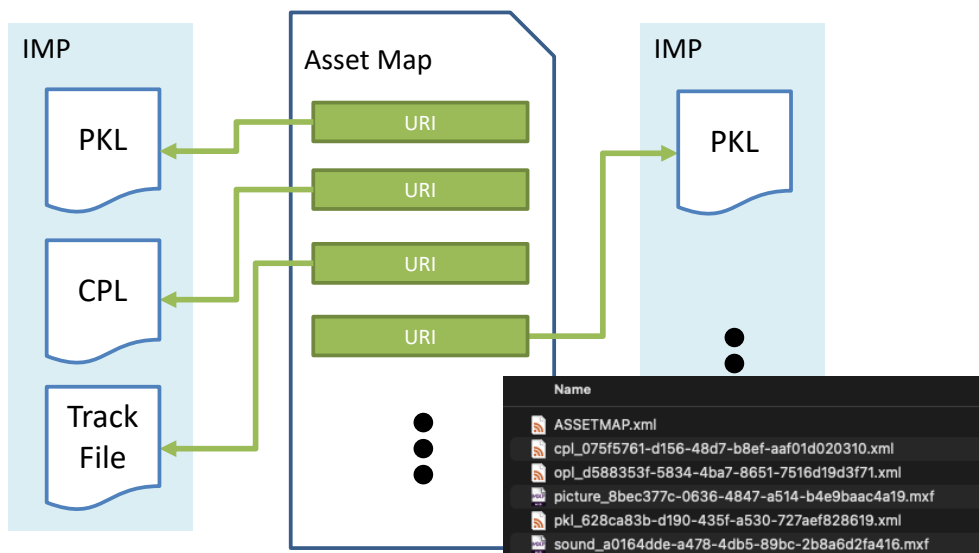 IMP
PKL
CPL
Track
File
Asset Map
URI
URI
URI
URI
IMP
PKL
Name
ASSETMAP.xml
cpl_075f5761-d156-48d7-b8ef-aaf01d020310.xml
opl_d588353f-5834-4ba7-8651-7516d19d3f71.xml
picture_8bec377c-0636-4847-a514-b4e9baac4a19.mxf
pkl_628ca83b-d190-435f-a530-727aef828619.xml
sound_a0164dde-a478-4db5-89bc-2b8a6d2fa416.mxf